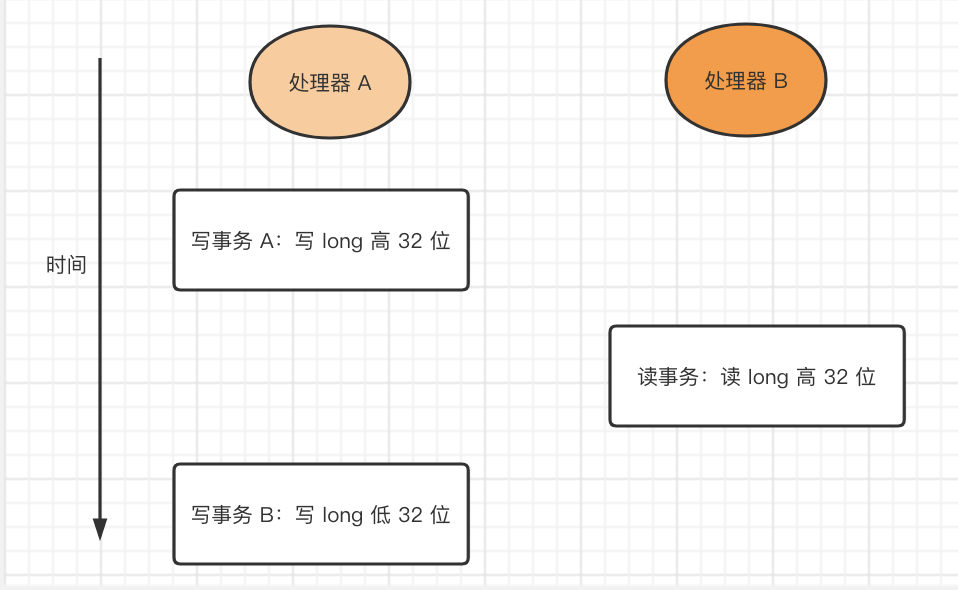 处理器 A
处理器 B
写事务 A：写 long 高 32 位
时间
读事务：读 long 高 32 位
写事务 B：写 long 低 32 位